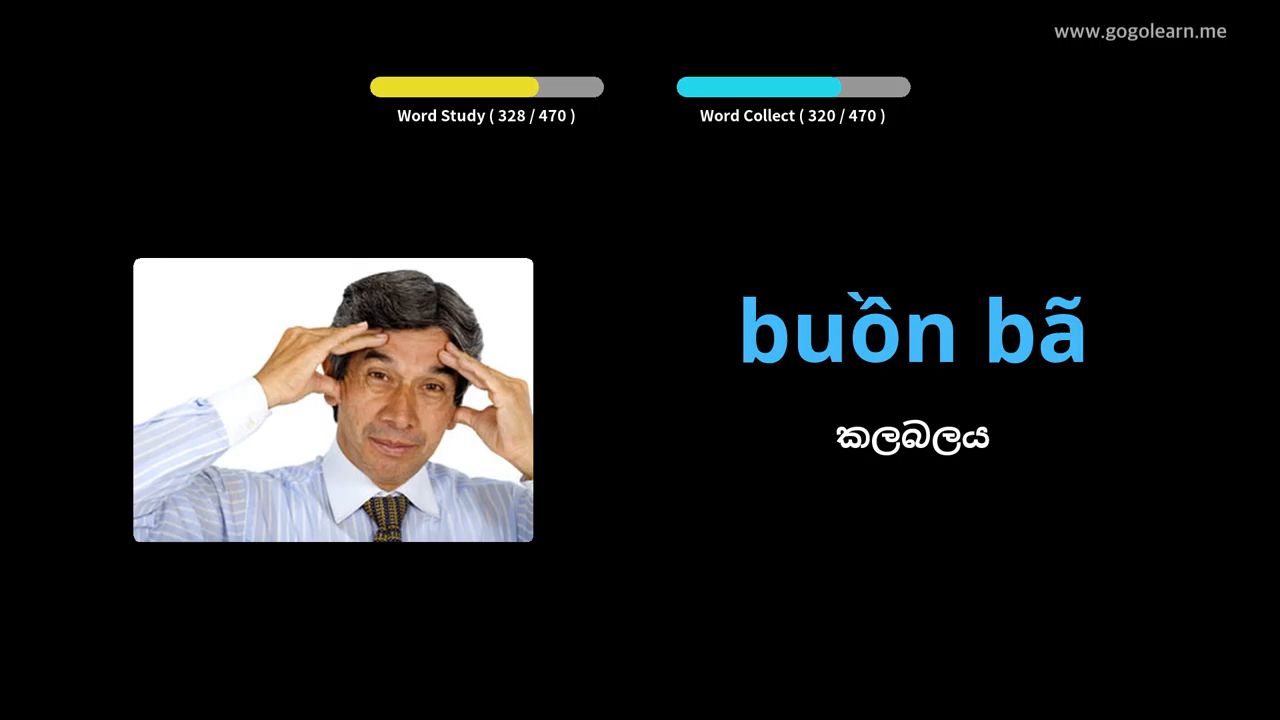 www.gogolearn.me
Word Study ( 328 / 470 )
Word Collect ( 320 / 470 )
buồn bã
කලබලය